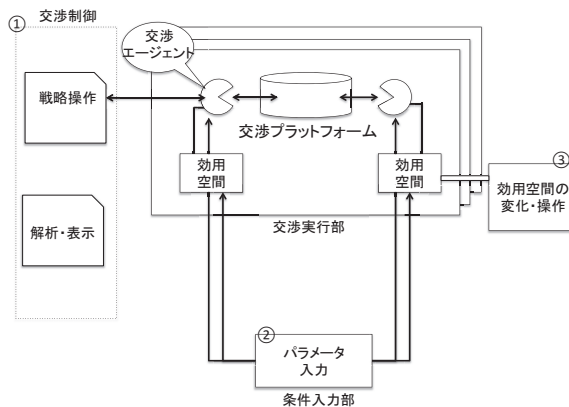 ①
交渉制御
戦略操作
解析・表示
交渉
エージェント
交渉プラットフォーム
効用
空間
効用
空間
交渉実行部
③
効用空間の
変化・操作
②
パラメータ
入力
条件入力部